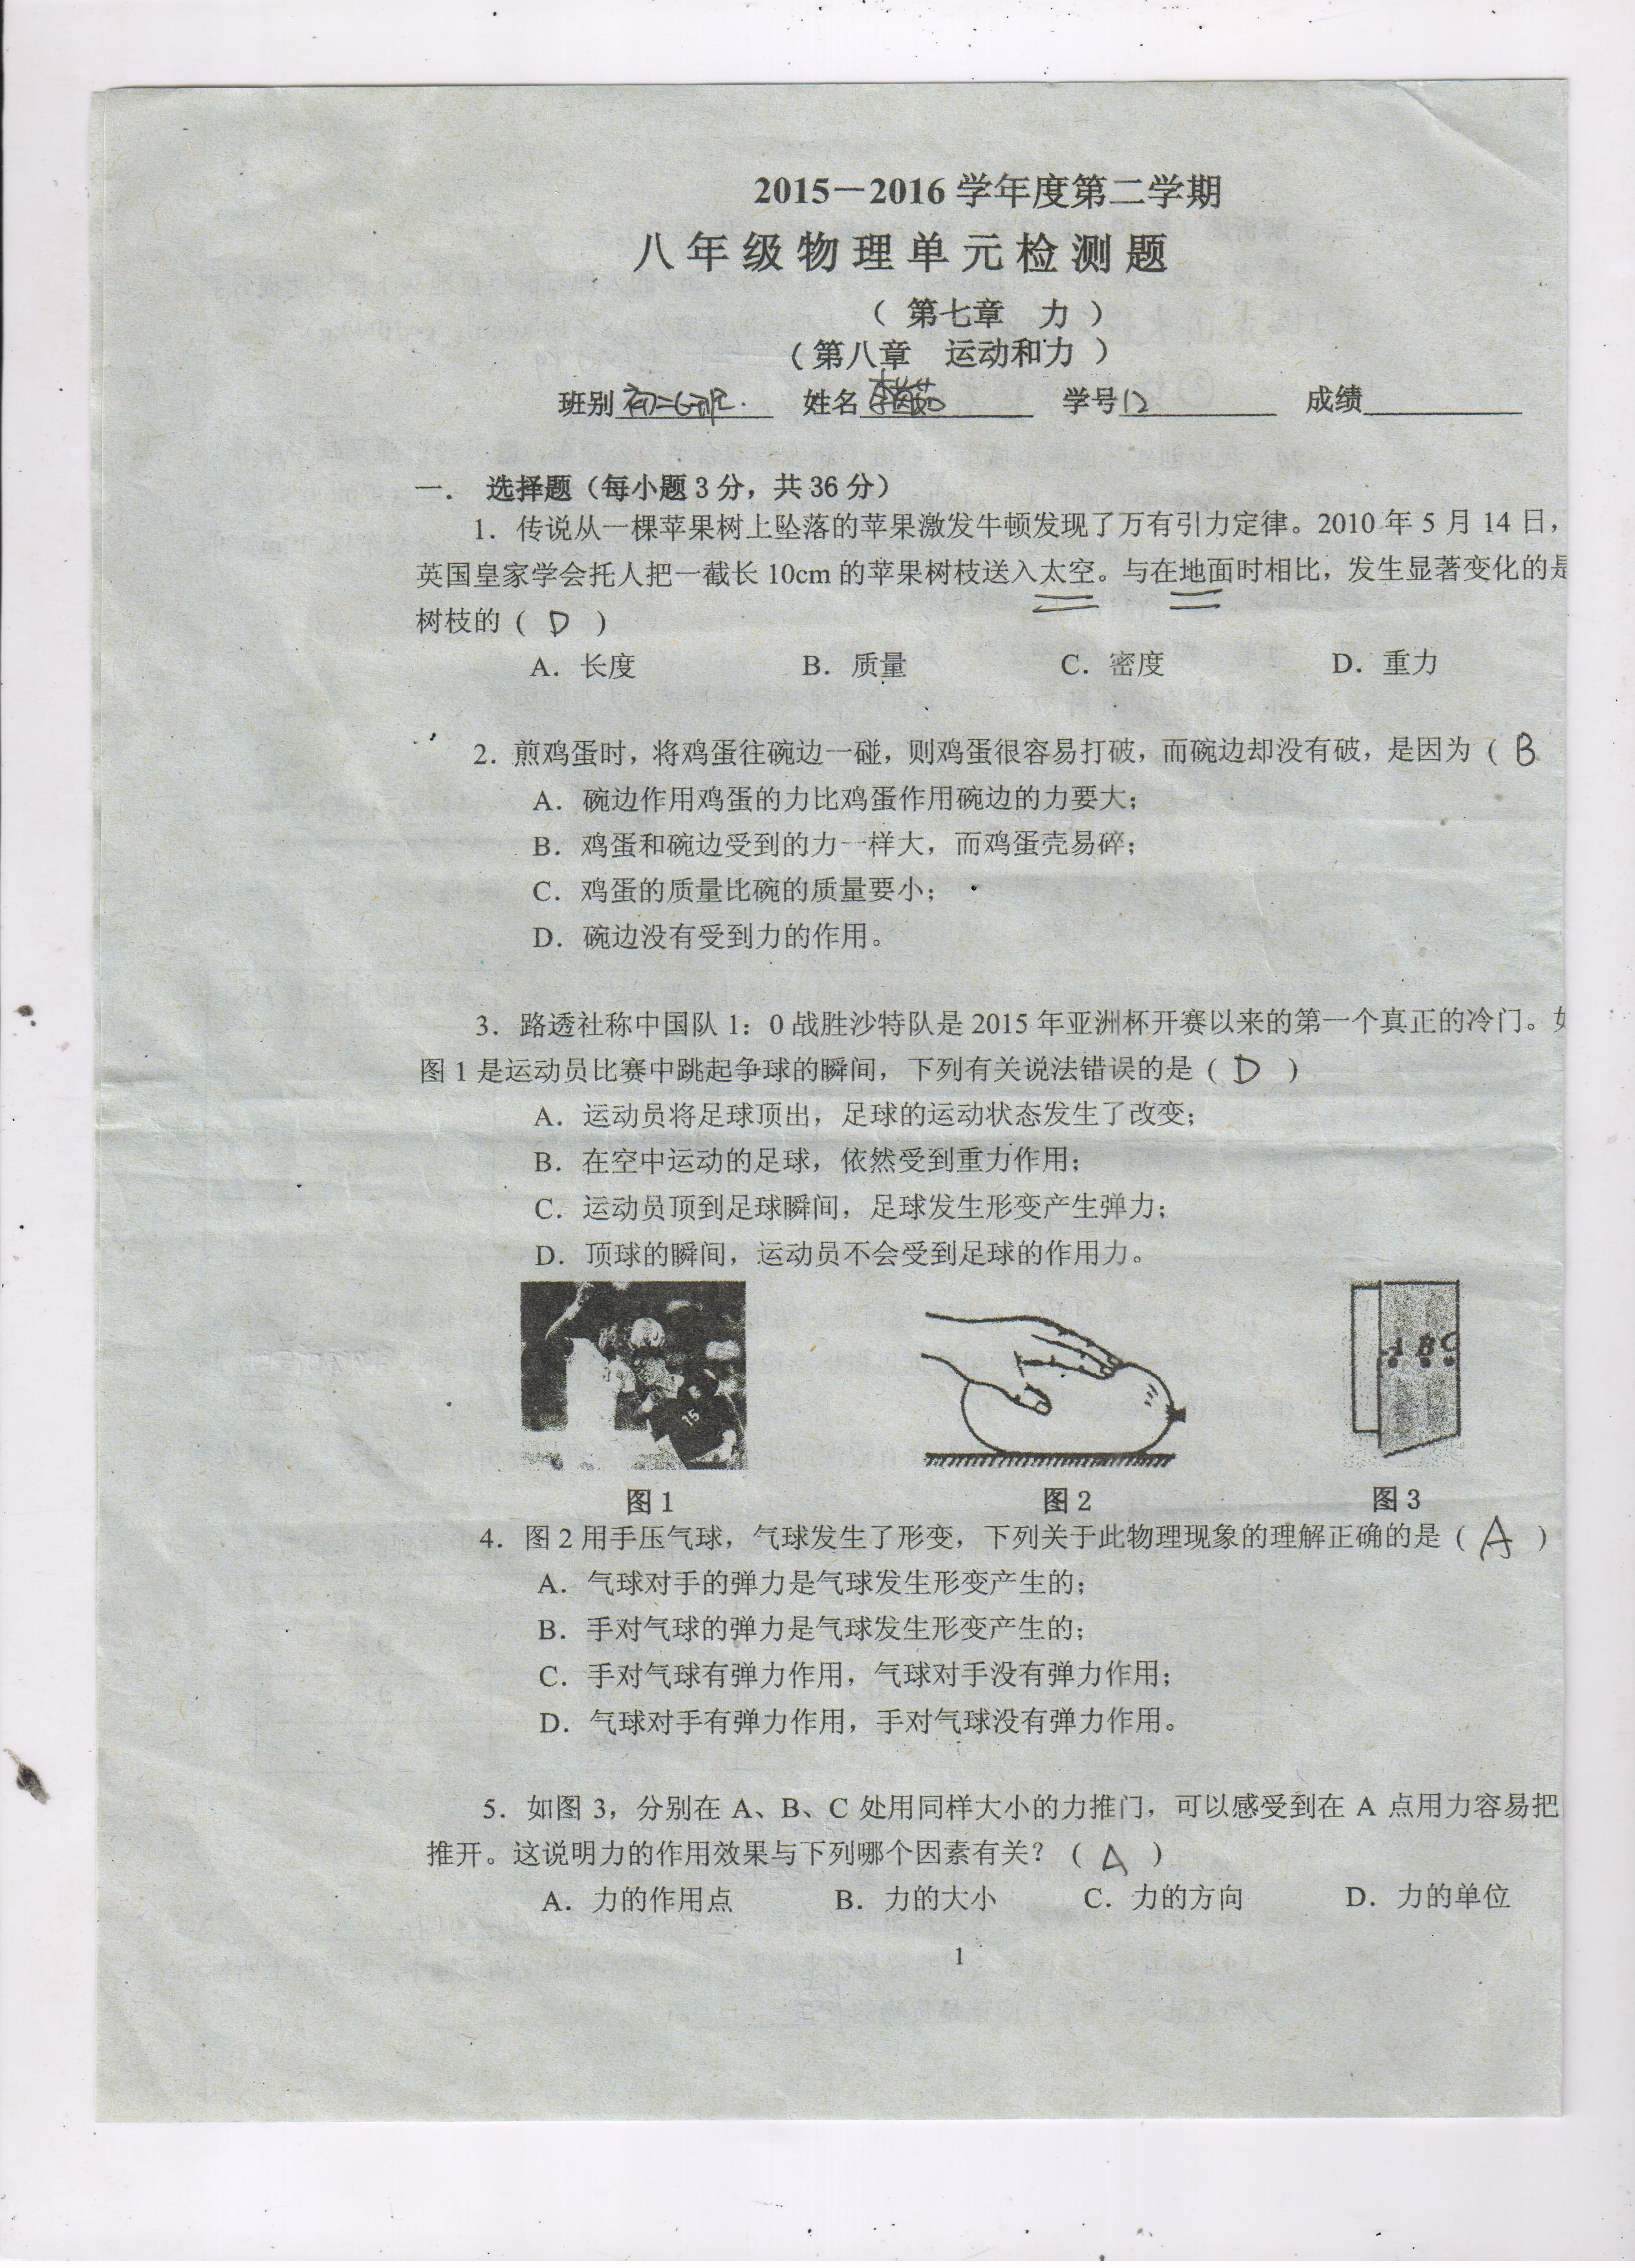 2015－2016 学年度第二学期
八年级物理单元检测题
（ 第七章　力 ）
（ 第八章　运动和力 ）
班别 姓名 学号12 成绩
一．　选择题（每小题 3 分，共 36 分）
1．传说从一棵苹果树上坠落的苹果激发牛顿发现了万有引力定律。2010 年 5 月 14 日，
英国皇家学会托人把一截长 10cm 的苹果树枝送入太空。与在地面时相比，发生显著变化的是
树枝的（ D ）
A．长度 B．质量 C．密度 D．重力
2．煎鸡蛋时，将鸡蛋往碗边一碰，则鸡蛋很容易打破，而碗边却没有破，是因为（ B
A．碗边作用鸡蛋的力比鸡蛋作用碗边的力要大；
B．鸡蛋和碗边受到的力一样大，而鸡蛋壳易碎；
C．鸡蛋的质量比碗的质量要小；
D．碗边没有受到力的作用。
3．路透社称中国队 1：0 战胜沙特队是 2015 年亚洲杯开赛以来的第一个真正的冷门。如
图 1 是运动员比赛中跳起争球的瞬间，下列有关说法错误的是（ D ）
A．运动员将足球顶出，足球的运动状态发生了改变；
B．在空中运动的足球，依然受到重力作用；
C．运动员顶到足球瞬间，足球发生形变产生弹力；
D．顶球的瞬间，运动员不会受到足球的作用力。
15
A B C
图 1 图 2 图 3
4．图 2 用手压气球，气球发生了形变，下列关于此物理现象的理解正确的是（ A ）
A．气球对手的弹力是气球发生形变产生的；
B．手对气球的弹力是气球发生形变产生的；
C．手对气球有弹力作用，气球对手没有弹力作用；
D．气球对手有弹力作用，手对气球没有弹力作用。
5．如图 3，分别在 A、B、C 处用同样大小的力推门，可以感受到在 A 点用力容易把
推开。这说明力的作用效果与下列哪个因素有关？（ A ）
A．力的作用点 B．力的大小 C．力的方向 D．力的单位
1